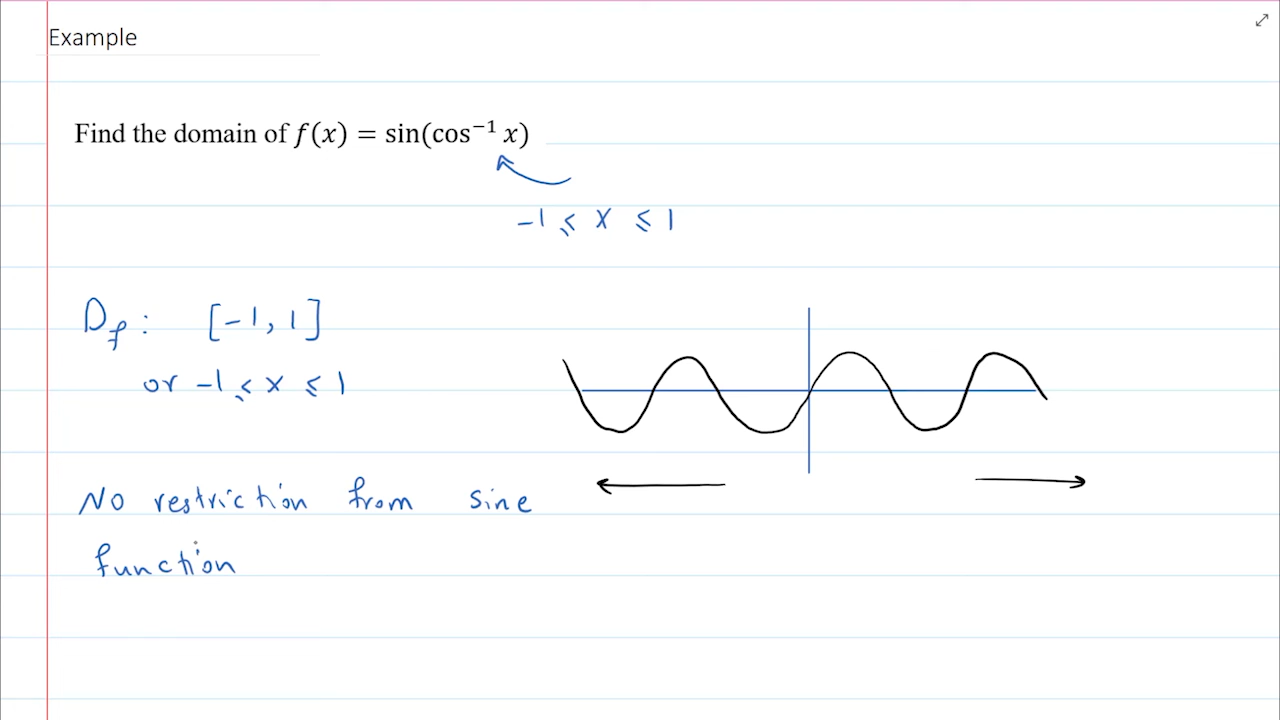 Example
Find the domain of f(x) = sin(cos⁻¹ x)
-1 ≤ x ≤ 1
D_f : [-1, 1]
or -1 ≤ x ≤ 1
No restriction from sine
function